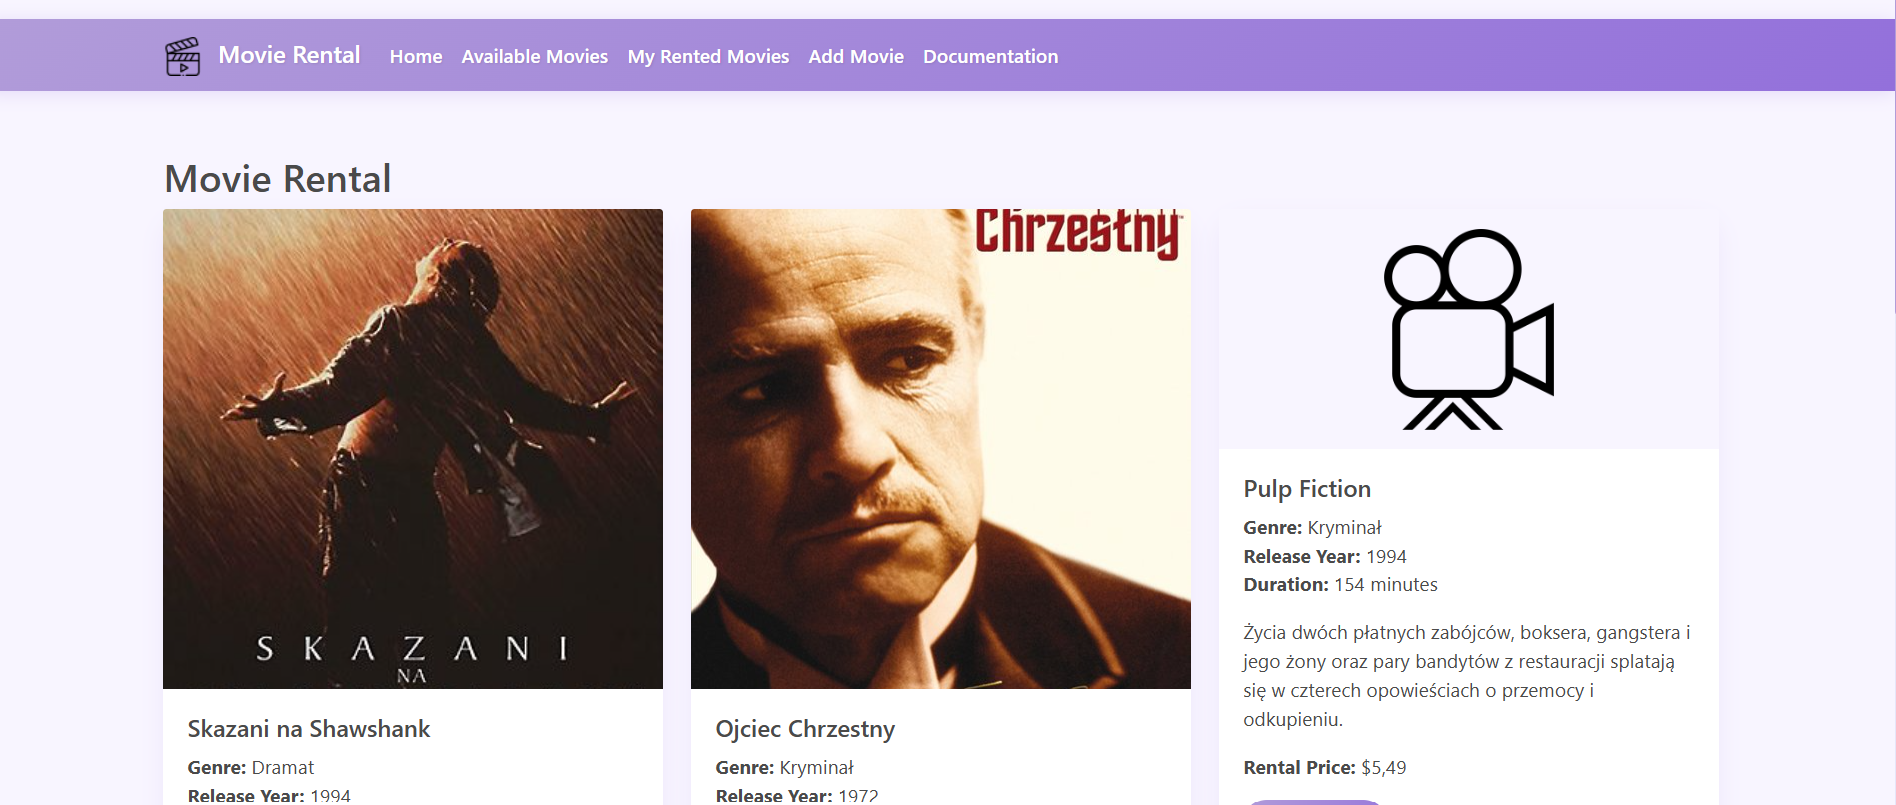 Movie Rental
Home
Available Movies
My Rented Movies
Add Movie
Documentation
Movie Rental
SKAZANI
NA
Skazani na Shawshank
Genre: Dramat
Release Year: 1994
Chrzestny
Ojciec Chrzestny
Genre: Kryminał
Release Year: 1972
Pulp Fiction
Genre: Kryminał
Release Year: 1994
Duration: 154 minutes
Życia dwóch płatnych zabójców, boksera, gangstera i
jego żony oraz pary bandytów z restauracji splatają
się w czterech opowieściach o przemocy i
odkupieniu.
Rental Price: $5,49